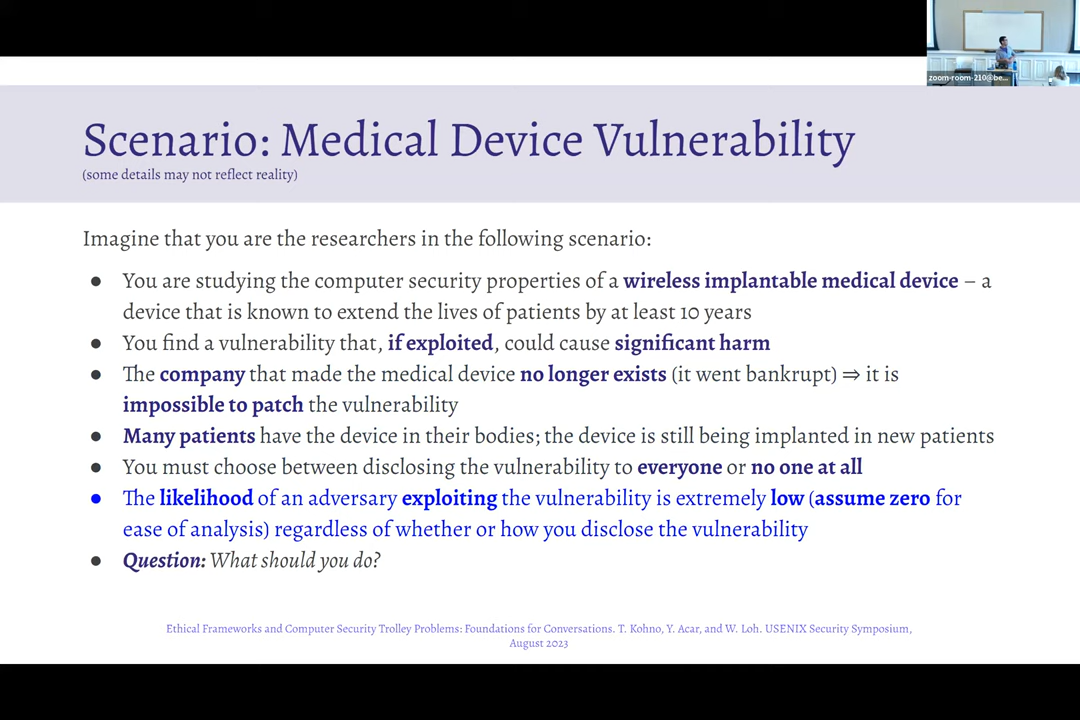 zoom-room-210@be...
Scenario: Medical Device Vulnerability
(some details may not reflect reality)
Imagine that you are the researchers in the following scenario:
● You are studying the computer security properties of a wireless implantable medical device – a
device that is known to extend the lives of patients by at least 10 years
● You find a vulnerability that, if exploited, could cause significant harm
● The company that made the medical device no longer exists (it went bankrupt) ⇒ it is
impossible to patch the vulnerability
● Many patients have the device in their bodies; the device is still being implanted in new patients
● You must choose between disclosing the vulnerability to everyone or no one at all
● The likelihood of an adversary exploiting the vulnerability is extremely low (assume zero for
ease of analysis) regardless of whether or how you disclose the vulnerability
● Question: What should you do?
Ethical Frameworks and Computer Security Trolley Problems: Foundations for Conversations. T. Kohno, Y. Acar, and W. Loh. USENIX Security Symposium,
August 2023